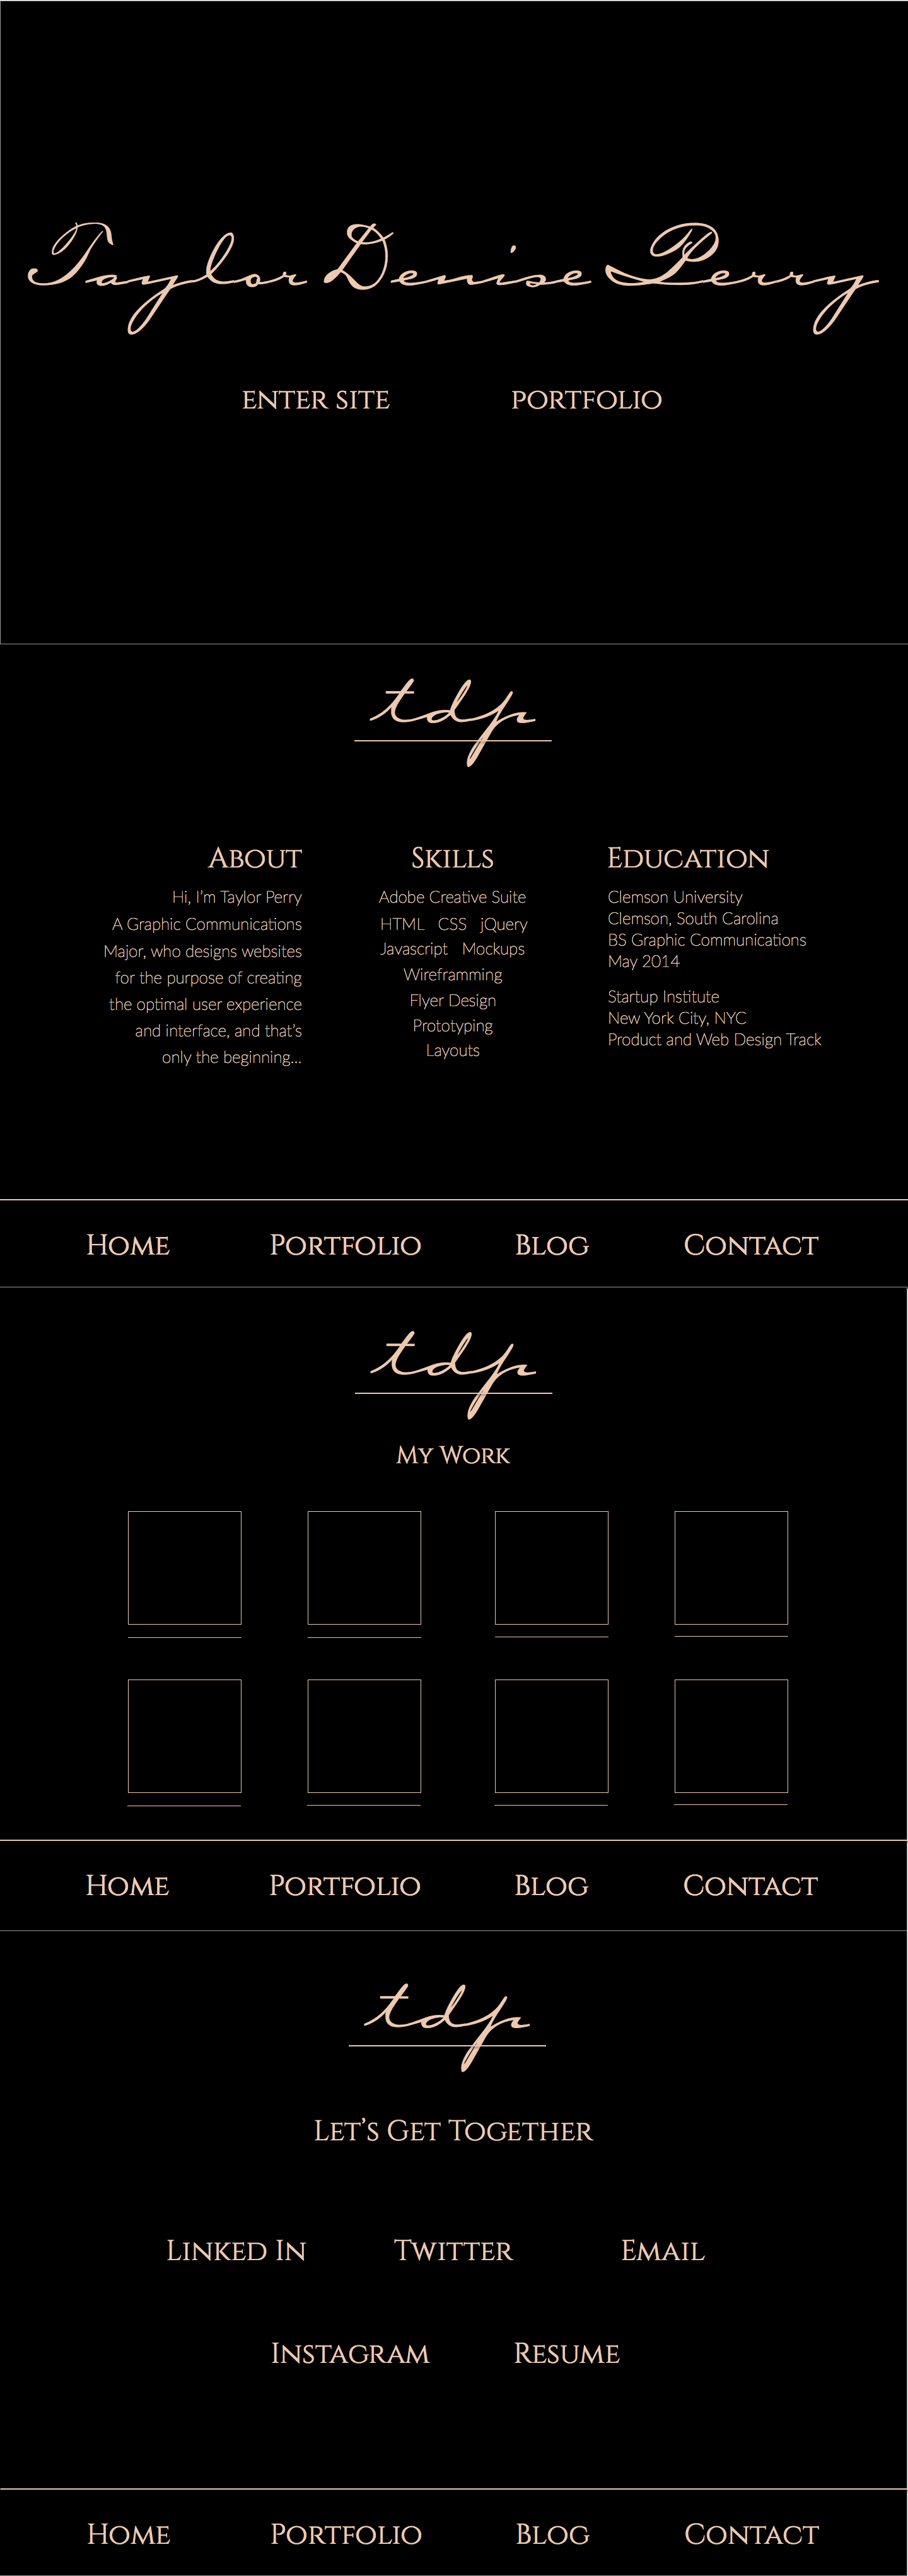 Taylor Denise Perry
ENTER SITE PORTFOLIO
tdp
ABOUT
Hi, I'm Taylor Perry
A Graphic Communications
Major, who designs websites
for the purpose of creating
the optimal user experience
and interface, and that's
only the beginning...
SKILLS
Adobe Creative Suite
HTML CSS jQuery
Javascript Mockups
Wireframming
Flyer Design
Prototyping
Layouts
EDUCATION
Clemson University
Clemson, South Carolina
BS Graphic Communications
May 2014
Startup Institute
New York City, NYC
Product and Web Design Track
HOME PORTFOLIO BLOG CONTACT
tdp
MY WORK
HOME PORTFOLIO BLOG CONTACT
tdp
LET'S GET TOGETHER
LINKED IN TWITTER EMAIL
INSTAGRAM RESUME
HOME PORTFOLIO BLOG CONTACT